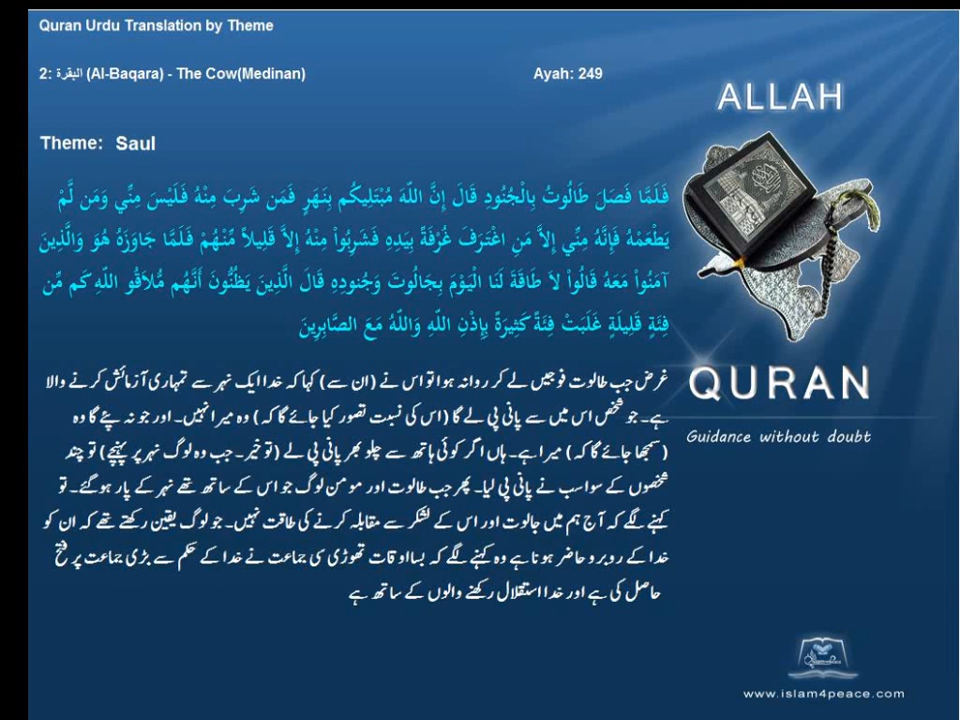 Quran Urdu Translation by Theme
2: البقرة (Al-Baqara) - The Cow(Medinan) Ayah: 249
ALLAH
Theme: Saul
فَلَمَّا فَصَلَ طَالُوتُ بِالْجُنُودِ قَالَ إِنَّ اللّهَ مُبْتَلِيكُم بِنَهَرٍ فَمَن شَرِبَ مِنْهُ فَلَيْسَ مِنِّي وَمَن لَّمْ
يَطْعَمْهُ فَإِنَّهُ مِنِّي إِلاَّ مَنِ اغْتَرَفَ غُرْفَةً بِيَدِهِ فَشَرِبُواْ مِنْهُ إِلاَّ قَلِيلاً مِّنْهُمْ فَلَمَّا جَاوَزَهُ هُوَ وَالَّذِينَ
آمَنُواْ مَعَهُ قَالُواْ لاَ طَاقَةَ لَنَا الْيَوْمَ بِجَالُوتَ وَجُنودِهِ قَالَ الَّذِينَ يَظُنُّونَ أَنَّهُم مُّلاَقُو اللّهِ كَم مِّن
فِئَةٍ قَلِيلَةٍ غَلَبَتْ فِئَةً كَثِيرَةً بِإِذْنِ اللّهِ وَاللّهُ مَعَ الصَّابِرِينَ
غرض جب طالوت فوجیں لے کر روانہ ہوا تو اس نے (ان سے) کہا کہ خدا ایک نہر سے تمہاری آزمائش کرنے والا
ہے۔ جو شخص اس میں سے پانی پی لے گا (اس کی نسبت تصور کیا جائے گا کہ) وہ میرا نہیں۔ اور جو نہ پئے گا وہ
(سمجھا جائے گا کہ) میرا ہے۔ ہاں اگر کوئی ہاتھ سے چلو بھر پانی پی لے (تو خیر۔ جب وہ لوگ نہر پر پہنچے) تو چند
شخصوں کے سوا سب نے پانی پی لیا۔ پھر جب طالوت اور مومن لوگ جو اس کے ساتھ تھے نہر کے پار ہوگئے۔ تو
کہنے لگے کہ آج ہم میں جالوت اور اس کے لشکر سے مقابلہ کرنے کی طاقت نہیں۔ جو لوگ یقین رکھتے تھے کہ ان کو
خدا کے روبرو حاضر ہونا ہے وہ کہنے لگے کہ بسااوقات تھوڑی سی جماعت نے خدا کے حکم سے بڑی جماعت پر فتح
حاصل کی ہے اور خدا استقلال رکھنے والوں کے ساتھ ہے
QURAN
Guidance without doubt
www.islam4peace.com